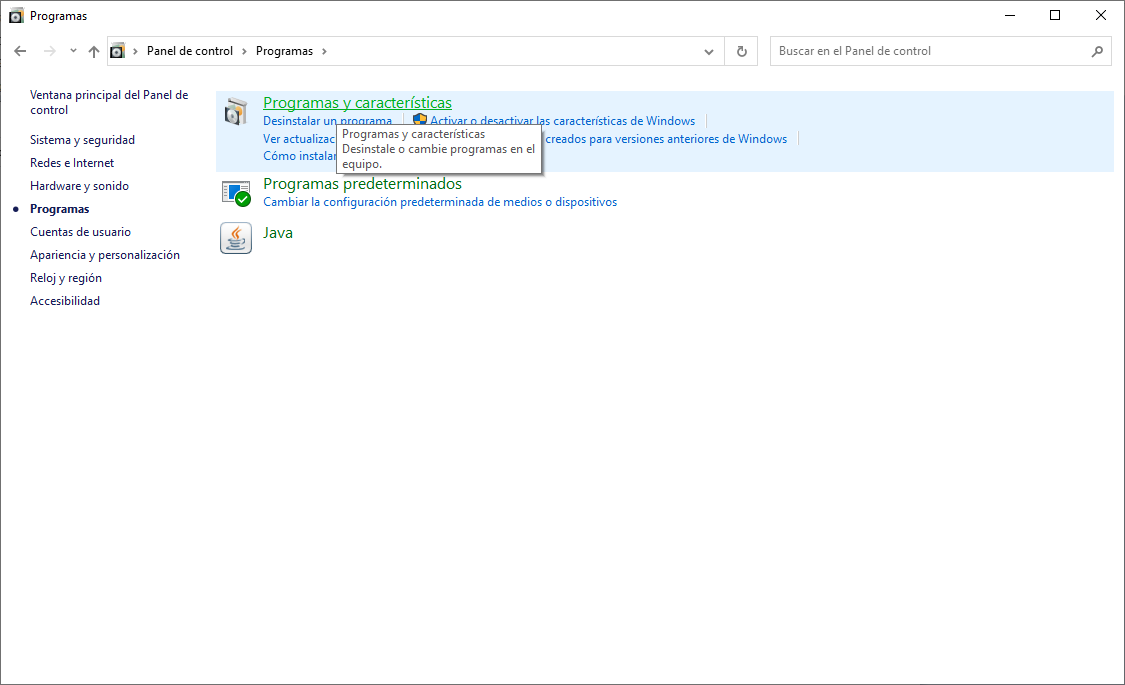 Programas
Panel de control
Programas
Buscar en el Panel de control
Ventana principal del Panel de
control
Sistema y seguridad
Redes e Internet
Hardware y sonido
Programas
Cuentas de usuario
Apariencia y personalización
Reloj y región
Accesibilidad
Programas y características
Desinstalar un programa
Activar o desactivar las características de Windows
Ver
creados para versiones anteriores de Windows
Cómo instalar
Programas y características
Desinstale o cambie programas en el
equipo.
Programas predeterminados
Cambiar la configuración predeterminada de medios o dispositivos
Java